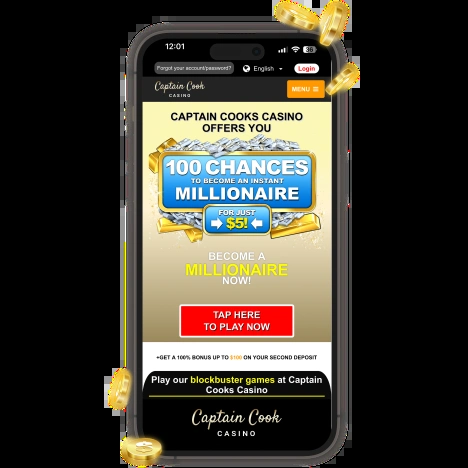 12:01
Forgot your account/password?
English
Login
Captain Cook
CASINO
MENU
CAPTAIN COOKS CASINO
OFFERS YOU
100 CHANCES
TO BECOME AN INSTANT
MILLIONAIRE
FOR JUST
$5!
BECOME A
MILLIONAIRE
NOW!
TAP HERE
TO PLAY NOW
+GET A 100% BONUS UP TO $100 ON YOUR SECOND DEPOSIT
Play our blockbuster games at Captain
Cooks Casino
Captain Cook
CASINO